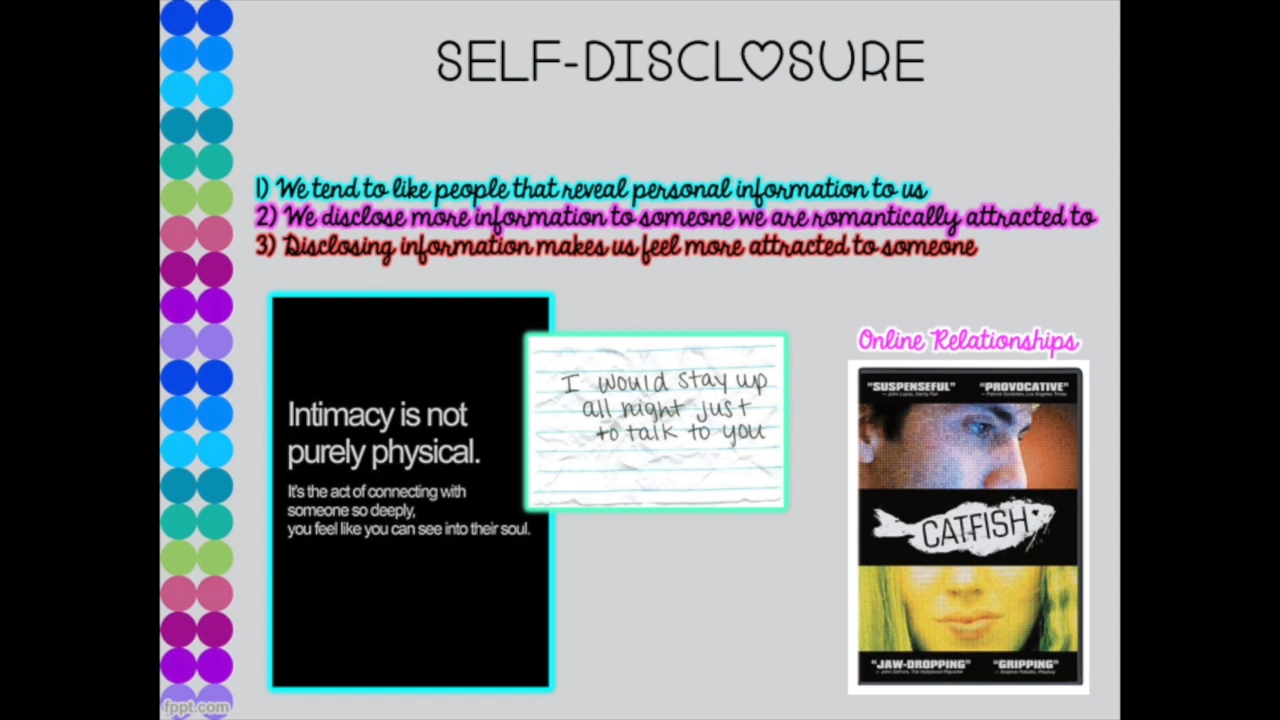 SELF-DISCLOSURE
1) We tend to like people that reveal personal information to us
2) We disclose more information to someone we are romantically attracted to
3) Disclosing information makes us feel more attracted to someone
Intimacy is not
purely physical.
It's the act of connecting with
someone so deeply,
you feel like you can see into their soul.
I would stay up
all night just
to talk to you
Online Relationships
"SUSPENSEFUL" "PROVOCATIVE"
CATFISH
"JAW-DROPPING" "GRIPPING"
fppt.com